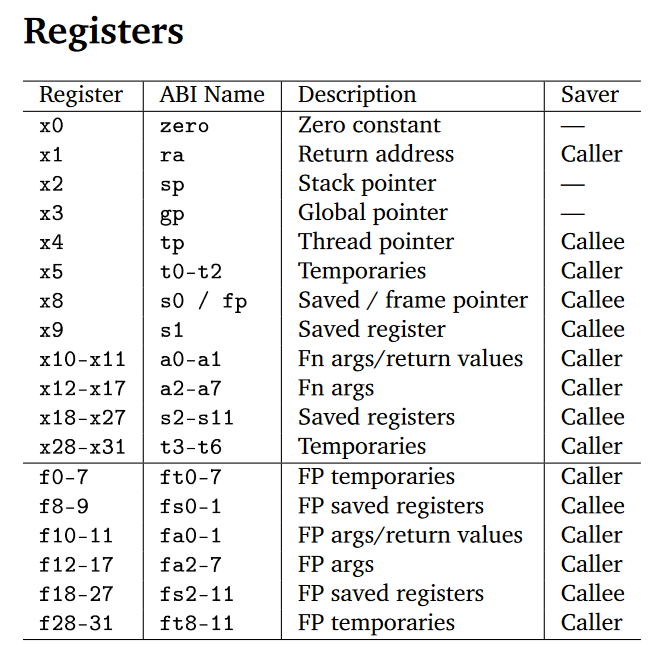 Registers
Register ABI Name Description Saver
x0 zero Zero constant —
x1 ra Return address Caller
x2 sp Stack pointer —
x3 gp Global pointer —
x4 tp Thread pointer Callee
x5 t0-t2 Temporaries Caller
x8 s0 / fp Saved / frame pointer Callee
x9 s1 Saved register Callee
x10-x11 a0-a1 Fn args/return values Caller
x12-x17 a2-a7 Fn args Caller
x18-x27 s2-s11 Saved registers Callee
x28-x31 t3-t6 Temporaries Caller
f0-7 ft0-7 FP temporaries Caller
f8-9 fs0-1 FP saved registers Callee
f10-11 fa0-1 FP args/return values Caller
f12-17 fa2-7 FP args Caller
f18-27 fs2-11 FP saved registers Callee
f28-31 ft8-11 FP temporaries Caller